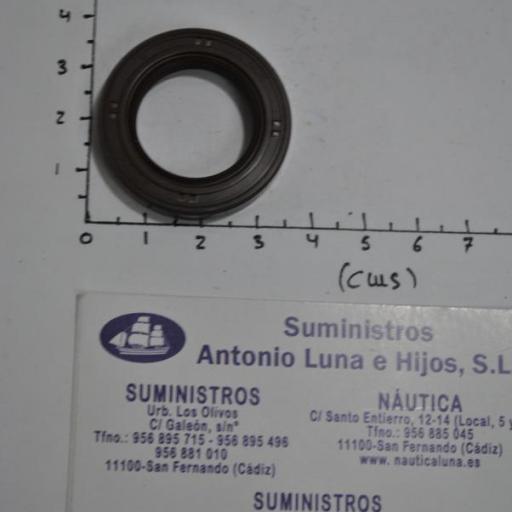 4
3
2
1
0 1 2 3 4 5 6 7
(cms)
Suministros
Antonio Luna e Hijos, S.L
SUMINISTROS
Urb. Los Olivos
C/ Galeón, s/nº
Tfno.: 956 895 715 - 956 895 496
956 881 010
11100-San Fernando (Cádiz)
NÁUTICA
C/ Santo Entierro, 12-14 (Local, 5 y
Tfno.: 956 885 045
11100-San Fernando (Cádiz)
www. nauticaluna.es
SUMINISTROS